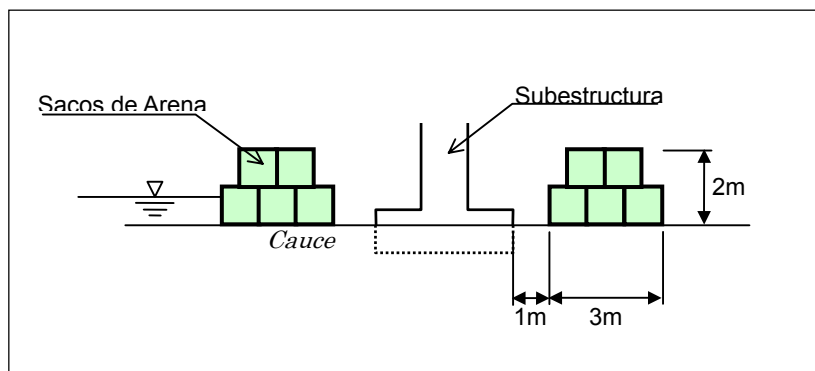 Subestructura
Sacos de Arena
2m
Cauce
1m
3m